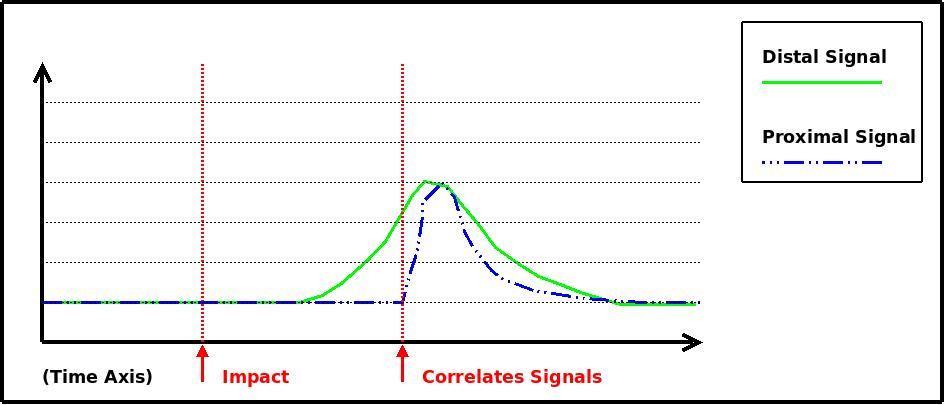 Distal Signal
Proximal Signal
(Time Axis)
Impact
Correlates Signals